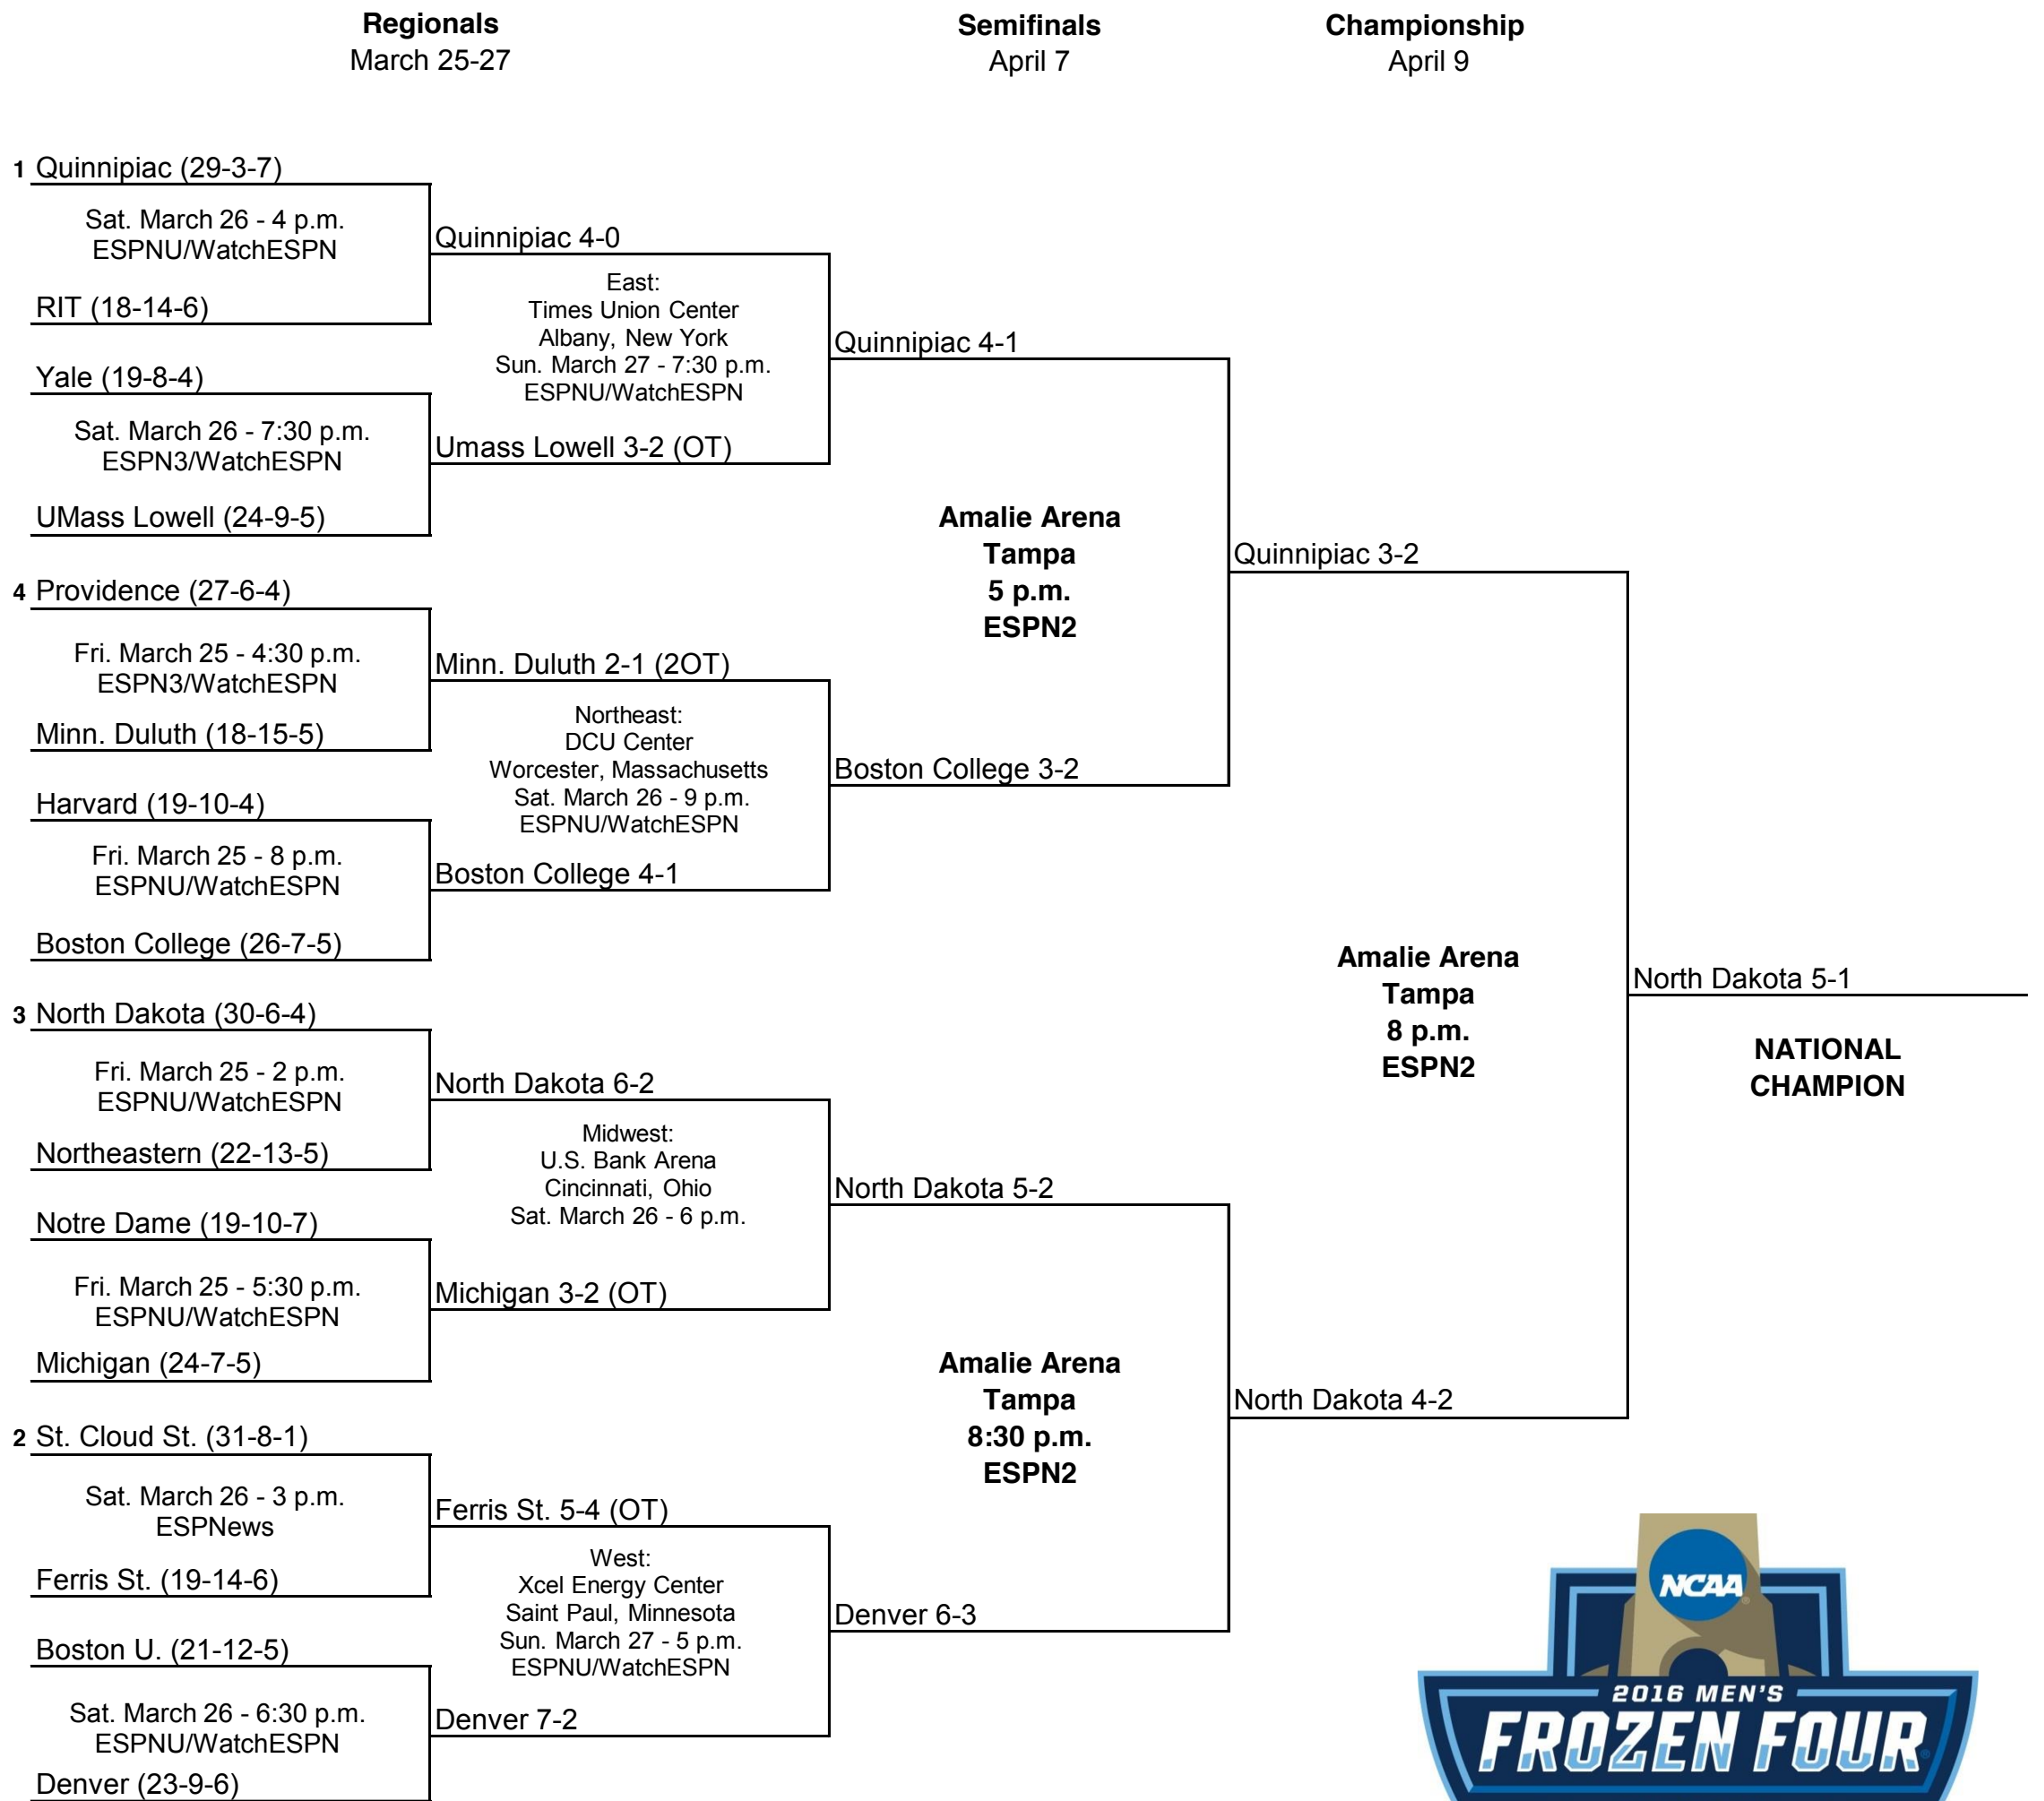 Regionals
March 25-27
Semifinals
April 7
Championship
April 9
1 Quinnipiac (29-3-7)
Sat. March 26 - 4 p.m.
ESPNU/WatchESPN
RIT (18-14-6)
Quinnipiac 4-0
East:
Times Union Center
Albany, New York
Sun. March 27 - 7:30 p.m.
ESPNU/WatchESPN
Yale (19-8-4)
Sat. March 26 - 7:30 p.m.
ESPN3/WatchESPN
UMass Lowell (24-9-5)
Umass Lowell 3-2 (OT)
Quinnipiac 4-1
4 Providence (27-6-4)
Fri. March 25 - 4:30 p.m.
ESPN3/WatchESPN
Minn. Duluth (18-15-5)
Minn. Duluth 2-1 (2OT)
Northeast:
DCU Center
Worcester, Massachusetts
Sat. March 26 - 9 p.m.
ESPNU/WatchESPN
Harvard (19-10-4)
Fri. March 25 - 8 p.m.
ESPNU/WatchESPN
Boston College (26-7-5)
Boston College 4-1
Boston College 3-2
Amalie Arena
Tampa
5 p.m.
ESPN2
Quinnipiac 3-2
3 North Dakota (30-6-4)
Fri. March 25 - 2 p.m.
ESPNU/WatchESPN
Northeastern (22-13-5)
North Dakota 6-2
Midwest:
U.S. Bank Arena
Cincinnati, Ohio
Sat. March 26 - 6 p.m.
Notre Dame (19-10-7)
Fri. March 25 - 5:30 p.m.
ESPNU/WatchESPN
Michigan (24-7-5)
Michigan 3-2 (OT)
North Dakota 5-2
2 St. Cloud St. (31-8-1)
Sat. March 26 - 3 p.m.
ESPNews
Ferris St. (19-14-6)
Ferris St. 5-4 (OT)
West:
Xcel Energy Center
Saint Paul, Minnesota
Sun. March 27 - 5 p.m.
ESPNU/WatchESPN
Boston U. (21-12-5)
Sat. March 26 - 6:30 p.m.
ESPNU/WatchESPN
Denver (23-9-6)
Denver 7-2
Denver 6-3
Amalie Arena
Tampa
8:30 p.m.
ESPN2
North Dakota 4-2
Amalie Arena
Tampa
8 p.m.
ESPN2
North Dakota 5-1
NATIONAL
CHAMPION
NCAA
2016 MEN'S
FROZEN FOUR